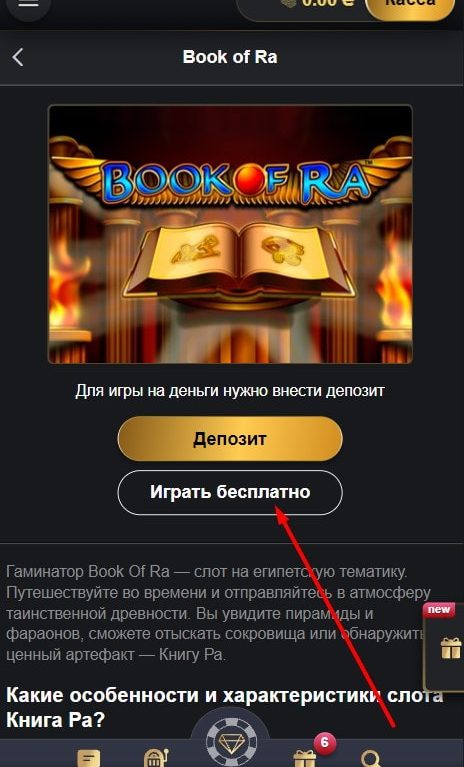 0.00 ₴
Касса
Book of Ra
BOOK OF RA™
Для игры на деньги нужно внести депозит
Депозит
Играть бесплатно
Гаминатор Book Of Ra — слот на египетскую тематику.
Путешествуйте во времени и отправляйтесь в атмосферу
таинственной древности. Вы увидите пирамиды и
фараонов, сможете отыскать сокровища или обнаружить
ценный артефакт — Книгу Ра.
new
Какие особенности и характеристики слота
Книга Ра?
6